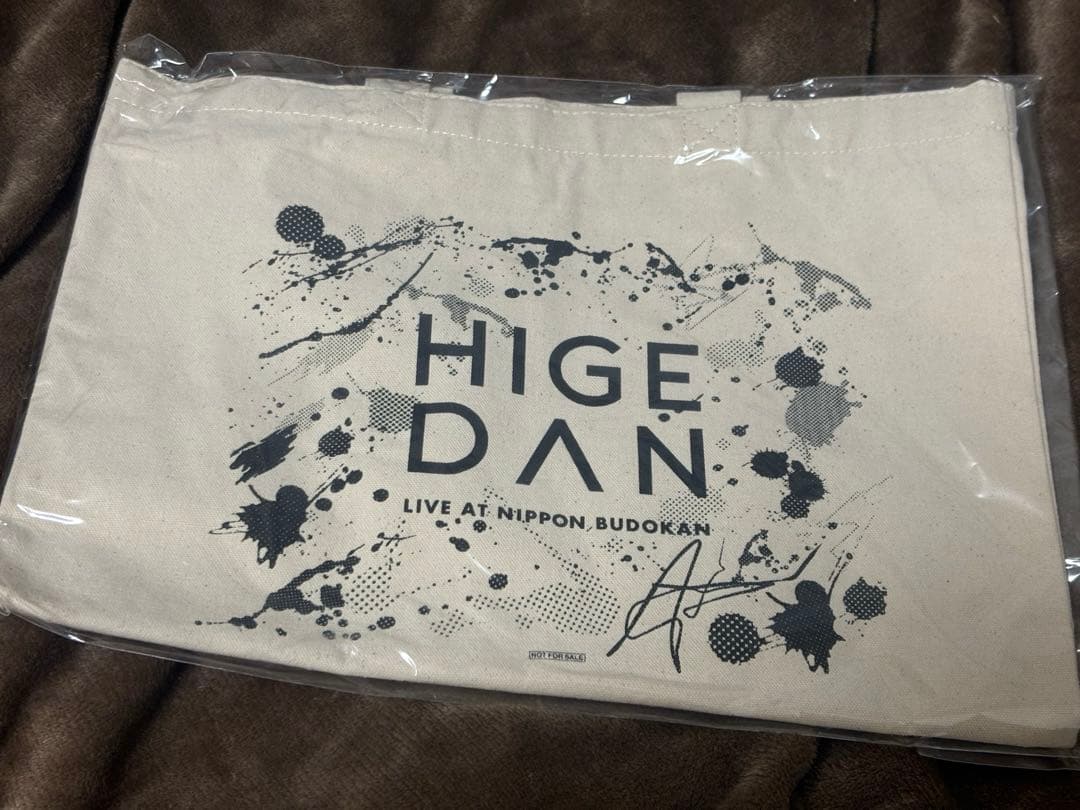 HIGE
DAN
LIVE AT NIPPON BUDOKAN
NOT FOR SALE